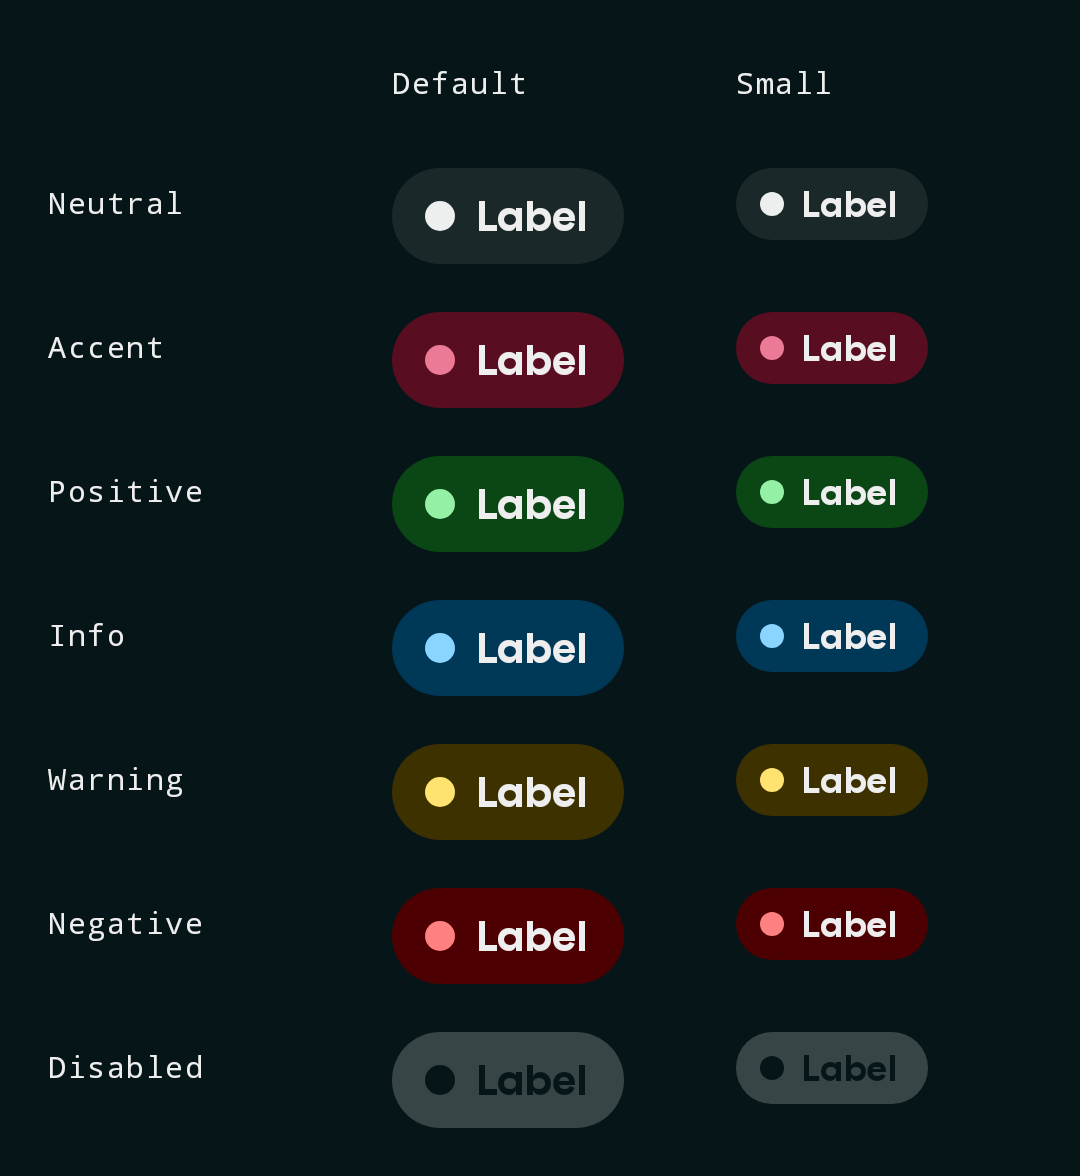 Default Small
Neutral Label Label
Accent Label Label
Positive Label Label
Info Label Label
Warning Label Label
Negative Label Label
Disabled Label Label